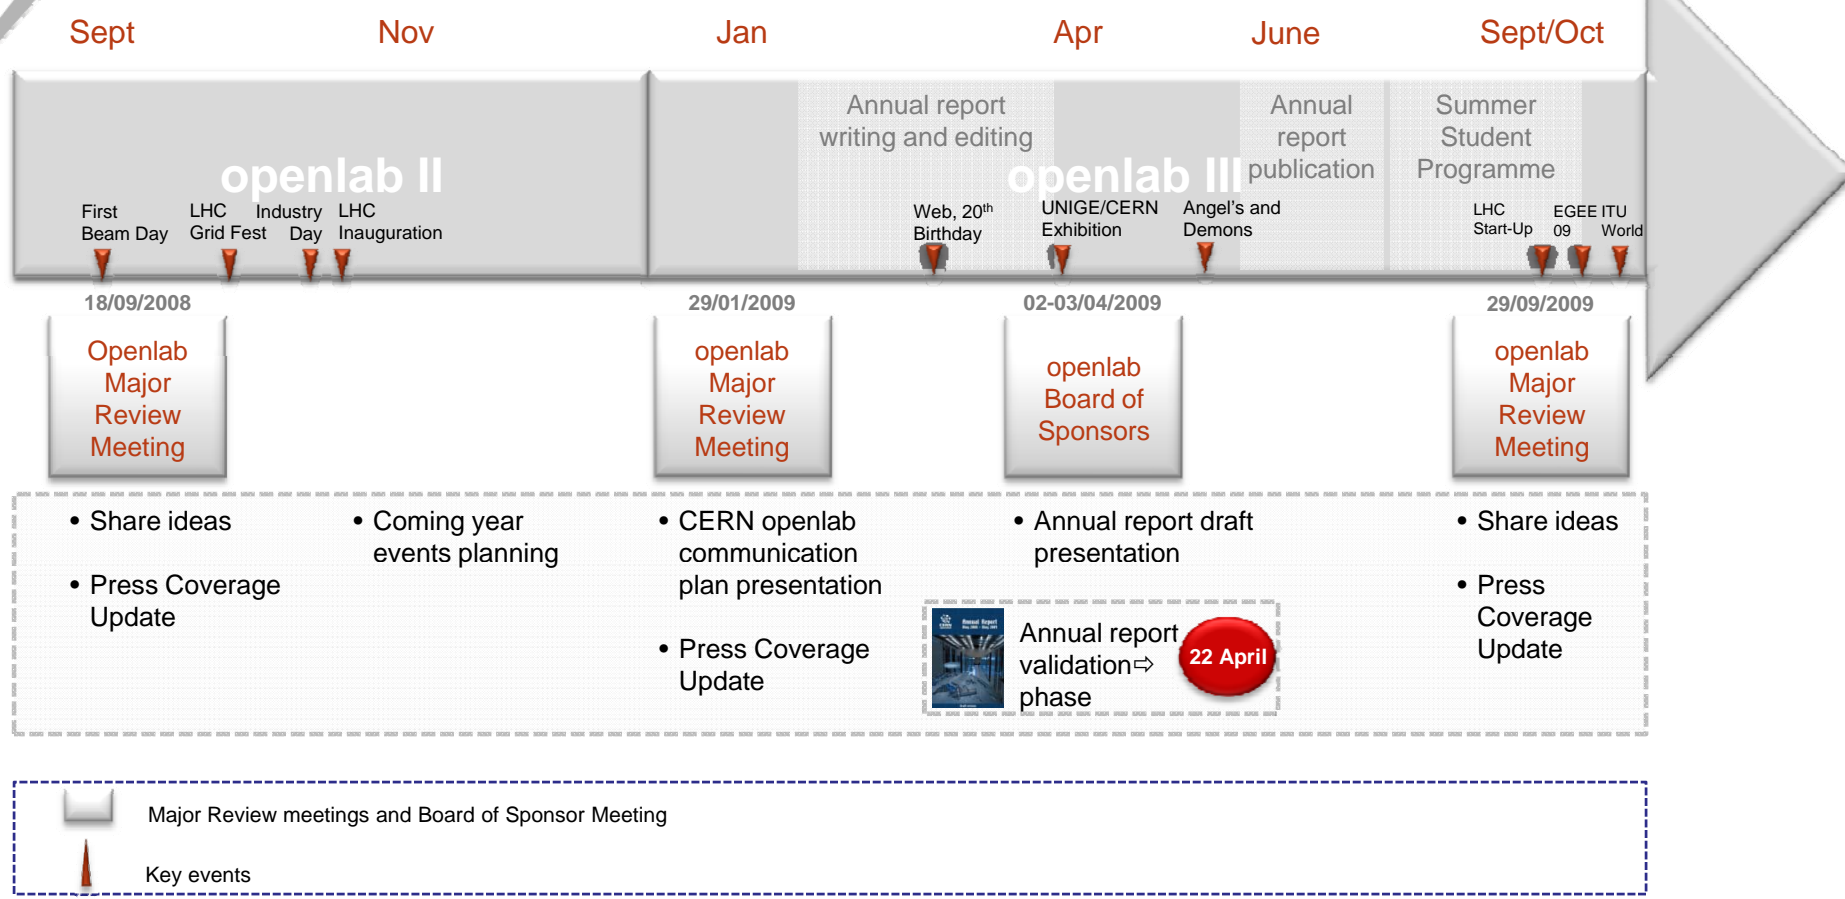 Sept Nov Jan Apr June Sept/Oct
Annual report
writing and editing
Annual
report
publication
Summer
Student
Programme
openlab II
openlab III
First
Beam Day
LHC
Grid Fest
Industry
Day
LHC
Inauguration
Web, 20th
Birthday
UNIGE/CERN
Exhibition
Angel's and
Demons
LHC
Start-Up
EGEE
09
ITU
World
18/09/2008
29/01/2009
02-03/04/2009
29/09/2009
Openlab
Major
Review
Meeting
openlab
Major
Review
Meeting
openlab
Board of
Sponsors
openlab
Major
Review
Meeting
• Share ideas
• Press Coverage
Update
• Coming year
events planning
• CERN openlab
communication
plan presentation
• Press Coverage
Update
• Annual report draft
presentation
Annual report
validation⇨
phase
22 April
CERN
Annual Report
• Share ideas
• Press
Coverage
Update
Major Review meetings and Board of Sponsor Meeting
Key events